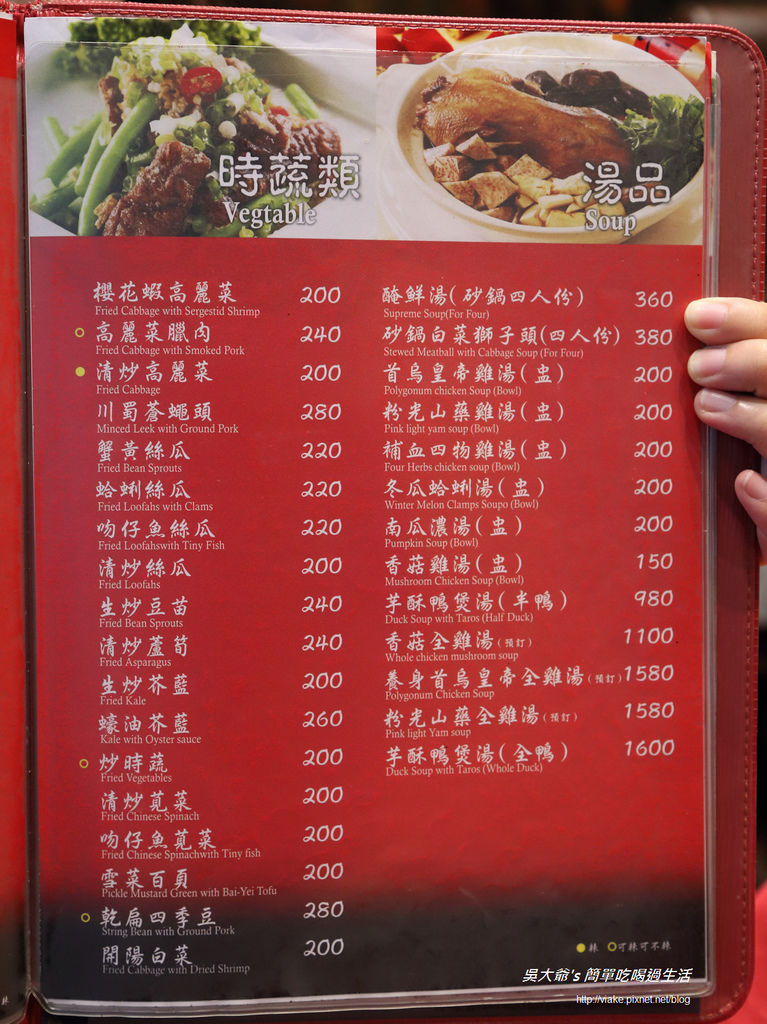 時蔬類
Vegtable
櫻花蝦高麗菜 200
Fried Cabbage with Sergestid Shrimp
高麗菜臘肉 240
Fried Cabbage with Smoked Pork
清炒高麗菜 200
Fried Cabbage
川蜀蒼蠅頭 280
Minced Leek with Ground Pork
蟹黃絲瓜 220
Fried Bean Sprouts
蛤蜊絲瓜 220
Fried Loofahs with Clams
吻仔魚絲瓜 220
Fried Loofahswith Tiny Fish
清炒絲瓜 200
Fried Loofahs
生炒豆苗 240
Fried Bean Sprouts
清炒蘆筍 240
Fried Asparagus
生炒芥藍 200
Fried Kale
蠔油芥藍 260
Kale with Oyster sauce
炒時蔬 200
Fried Vegetables
清炒莧菜 200
Fried Chinese Spinach
吻仔魚莧菜 200
Fried Chinese Spinachwith Tiny fish
雪菜百頁 200
Pickle Mustard Green with Bai-Yei Tofu
乾扁四季豆 280
String Bean with Ground Pork
開陽白菜 200
Fried Cabbage with Dried Shrimp
湯品
Soup
醃鮮湯(砂鍋四人份) 360
Supreme Soup(For Four)
砂鍋白菜獅子頭(四人份) 380
Stewed Meatball with Cabbage Soup (For Four)
首烏皇帝雞湯(盅) 200
Polygonum chicken Soup (Bowl)
粉光山藥雞湯(盅) 200
Pink light yam soup (Bowl)
補血四物雞湯(盅) 200
Four Herbs chicken soup (Bowl)
冬瓜蛤蜊湯(盅) 200
Winter Melon Clamps Soupo (Bowl)
南瓜濃湯(盅) 200
Pumpkin Soup (Bowl)
香菇雞湯(盅) 150
Mushroom Chicken Soup (Bowl)
芋酥鴨煲湯(半鴨) 980
Duck Soup with Taros (Half Duck)
香菇全雞湯(預訂) 1100
Whole chicken mushroom soup
養身首烏皇帝全雞湯(預訂) 1580
Polygonum Chicken Soup
粉光山藥全雞湯(預訂) 1580
Pink light Yam soup
芋酥鴨煲湯(全鴨) 1600
Duck Soup with Taros (Whole Duck)
辣 可辣可不辣
吳大爺's 簡單吃喝過生活
http://viake.pixnet.net/blog